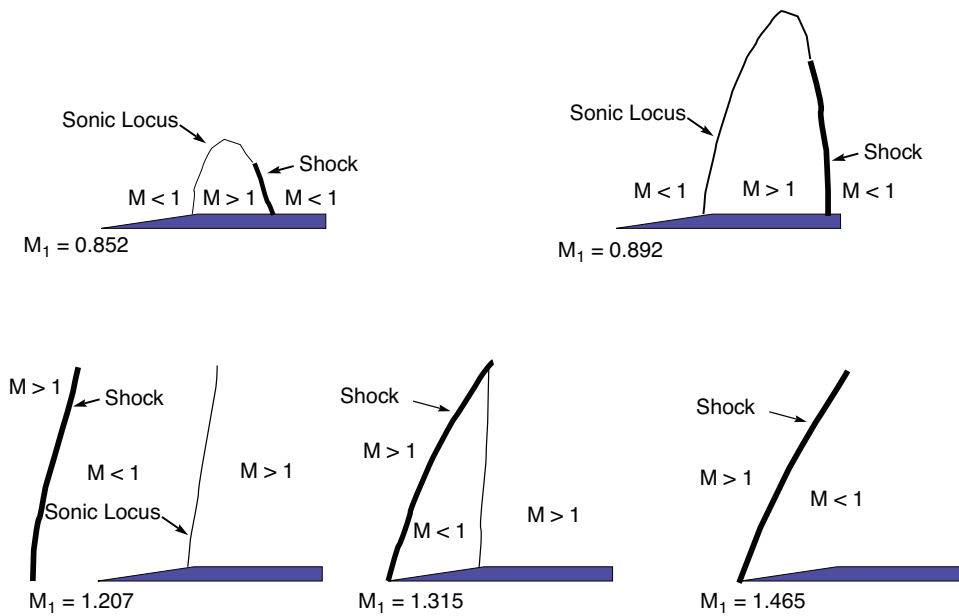 Sonic Locus
Shock
M < 1
M > 1
M < 1
M₁ = 0.852
Sonic Locus
Shock
M < 1
M > 1
M < 1
M₁ = 0.892
M > 1
Shock
M < 1
M > 1
Sonic Locus
M₁ = 1.207
Shock
M > 1
M < 1
M > 1
M₁ = 1.315
Shock
M > 1
M < 1
M₁ = 1.465